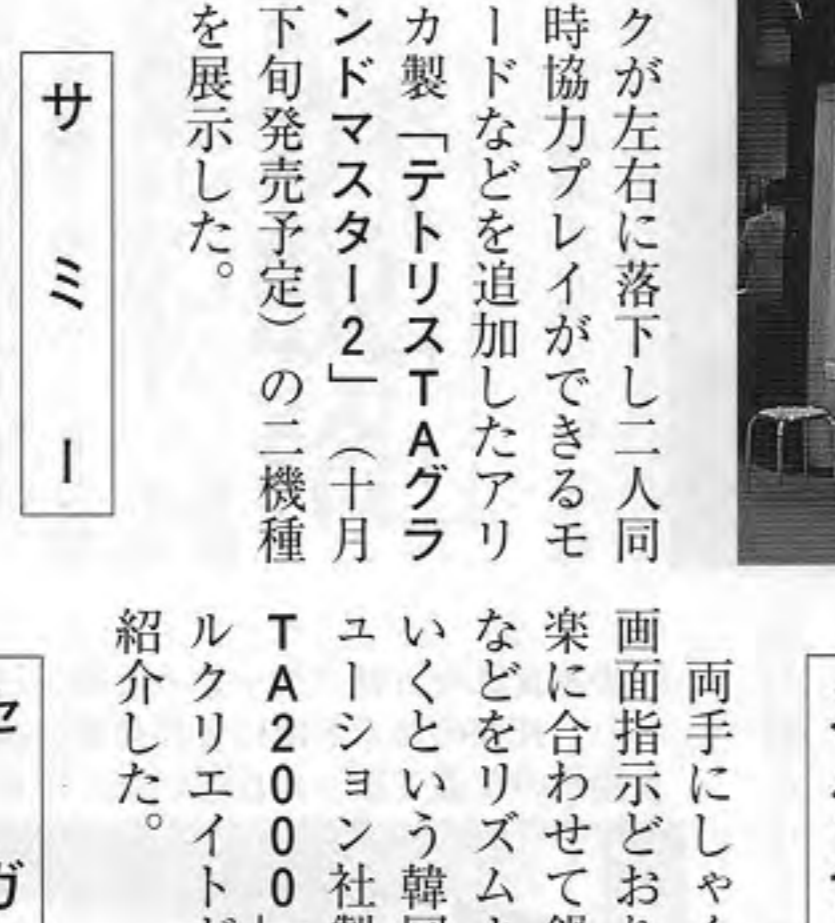 クが左右に落下し二人同
時協力プレイができるモ
ードなどを追加したアリ
カ製「テトリスTAグラ
ンドマスター2」（十月
下旬発売予定）の二機種
を展示した。
サミー
両手にしゃ
画面指示どお
楽に合わせて
などをリズム
いくという韓
ューション社製
TA2000
ルクリエイト
紹介した。
セガ